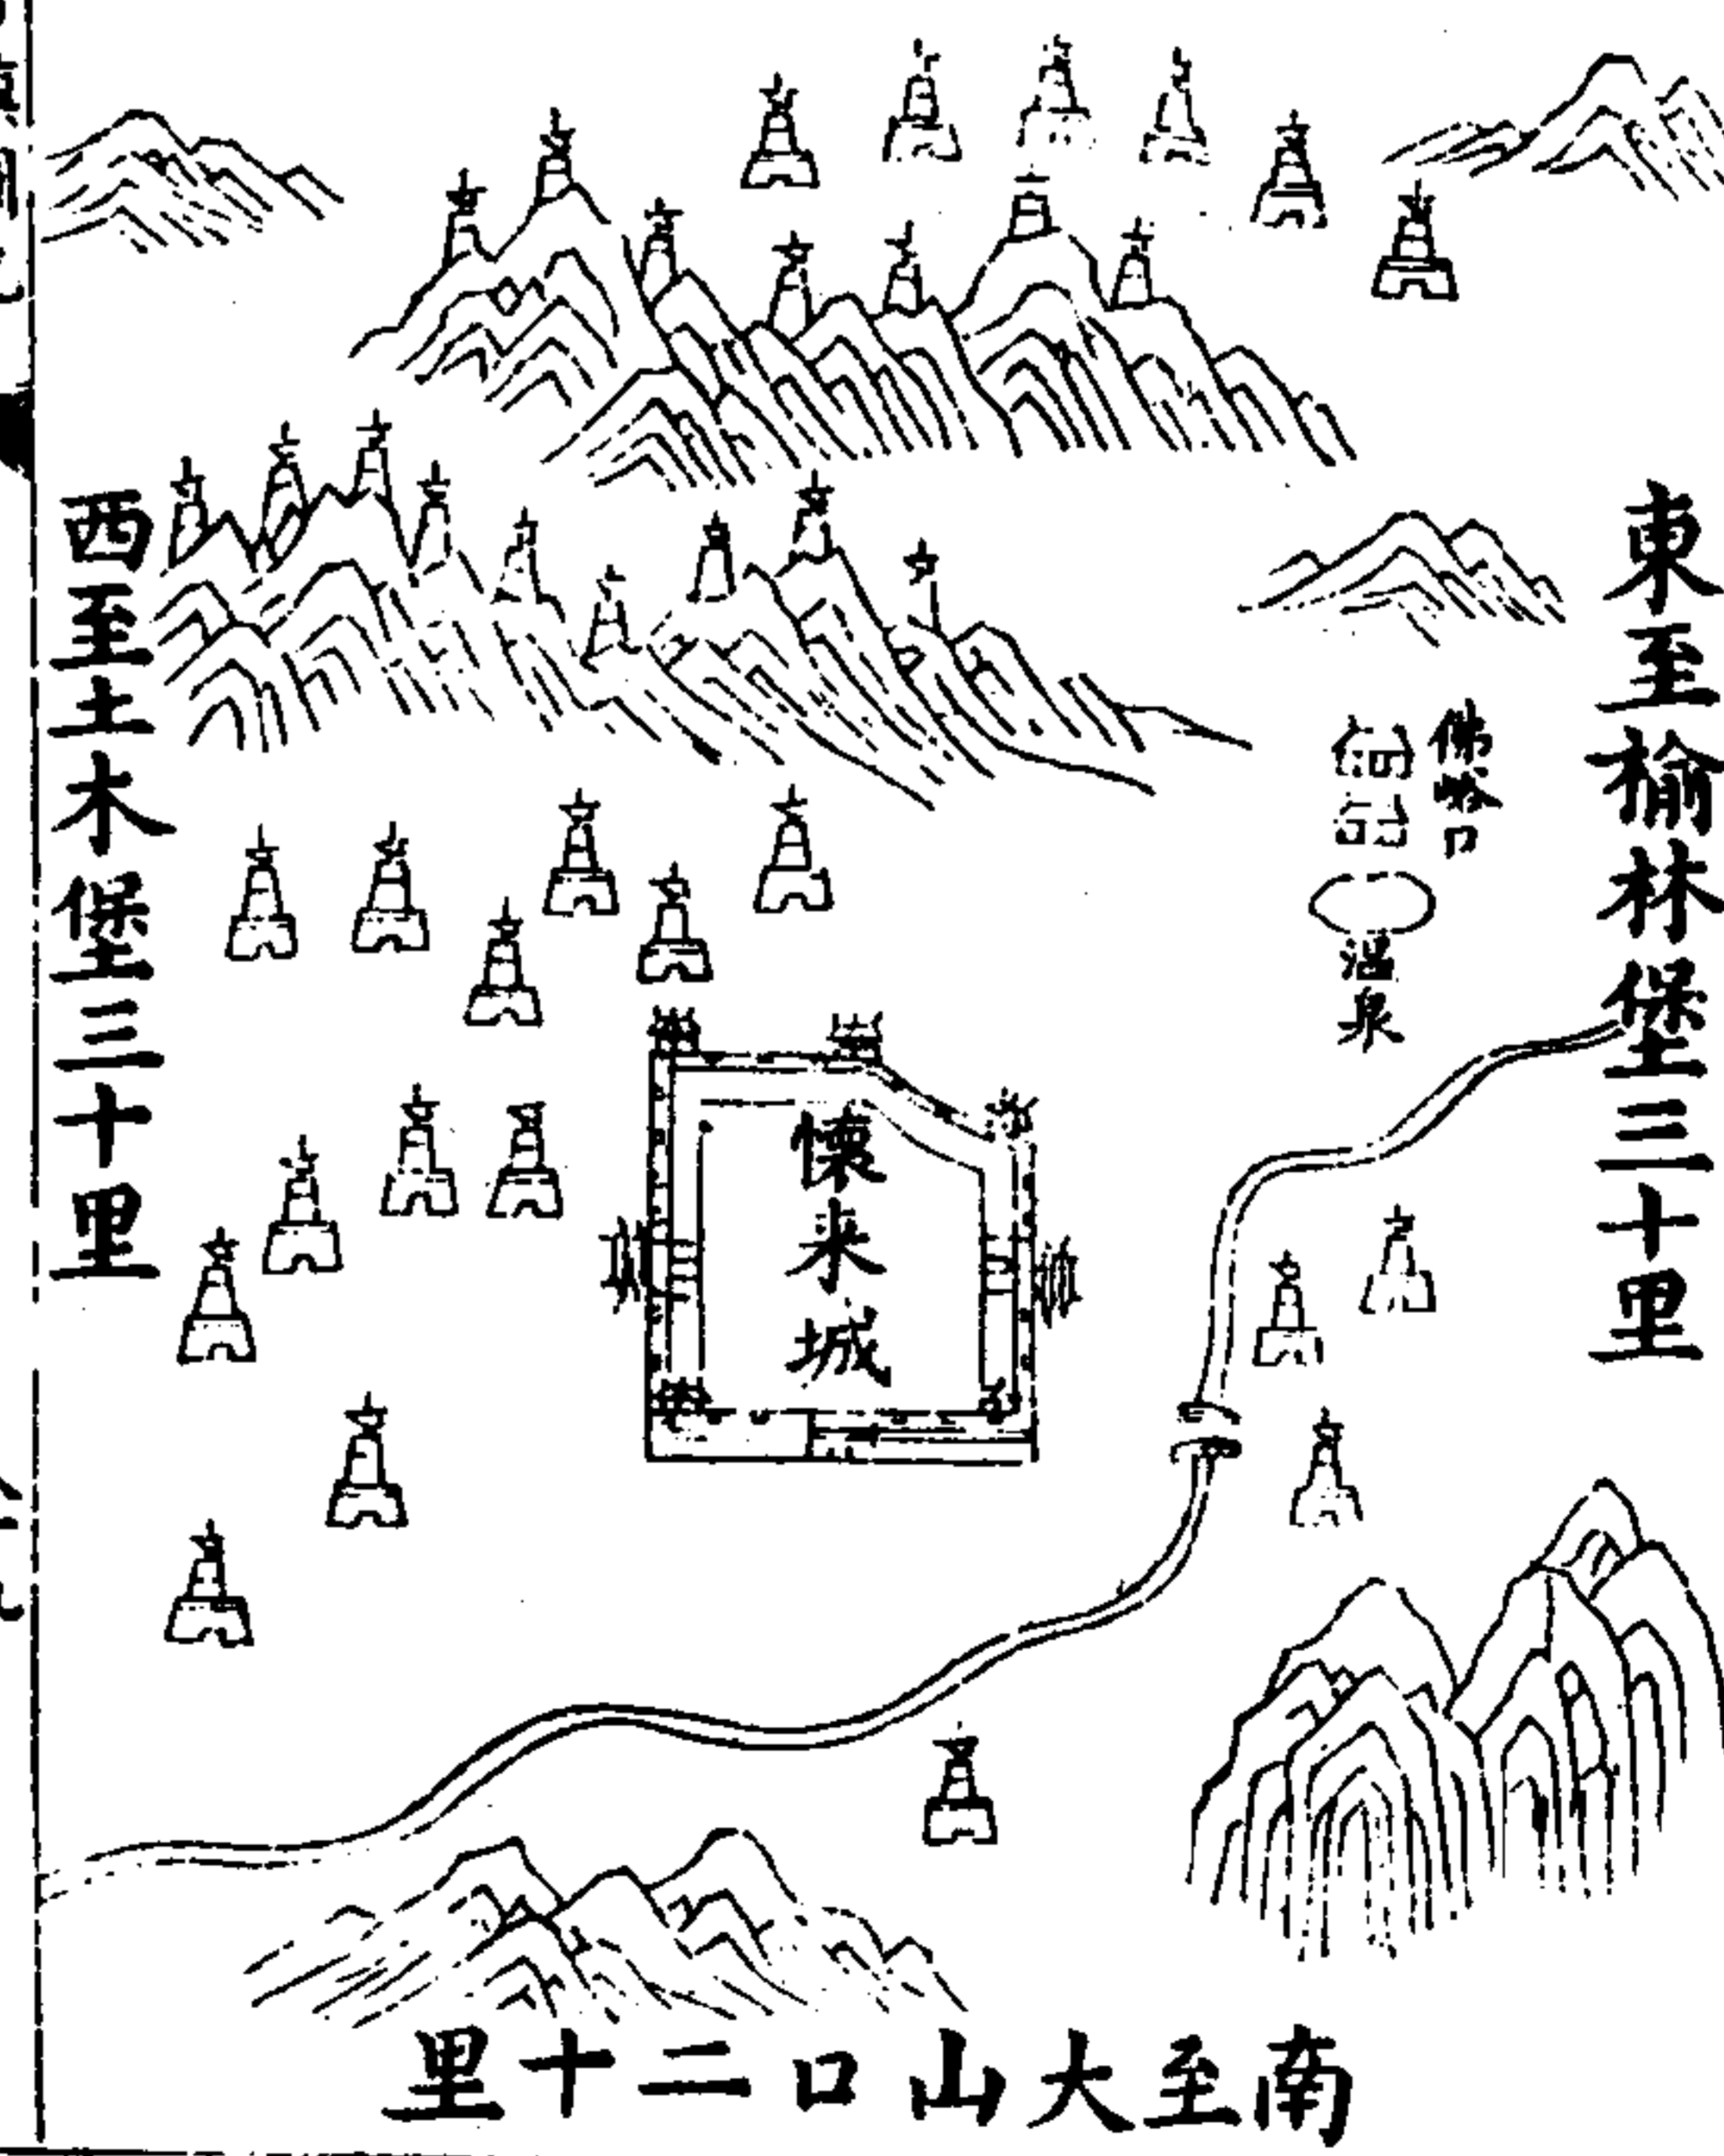 東至榆林堡三十里
佛峪口
温泉
懷来城
西至土木堡三十里
南至大山口二十里